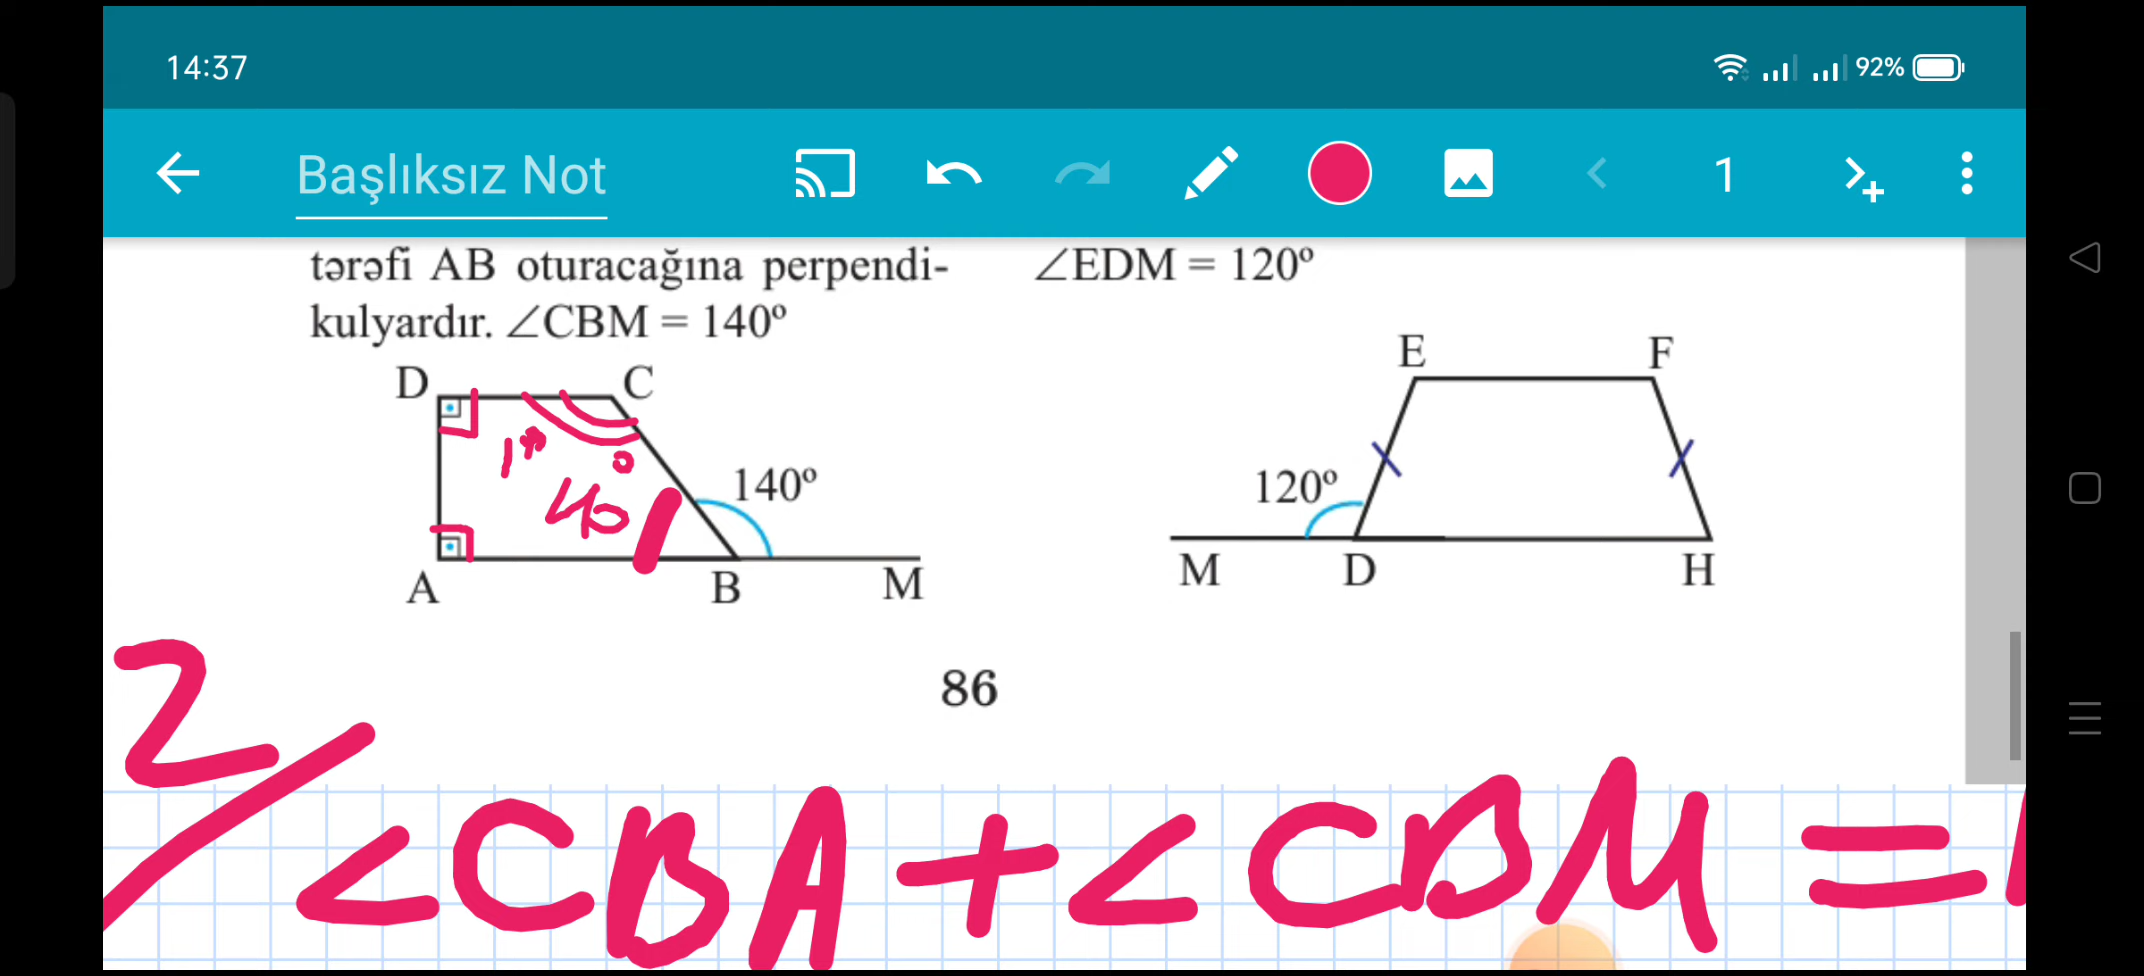 14:37
92%
Başlıksız Not
1
tərəfi AB oturacağına perpendi-
kulyardır. ∠CBM = 140º
∠EDM = 120º
D C
140º
40
A B M
E F
120º
M D H
86
2/ <CBA+<CBM=